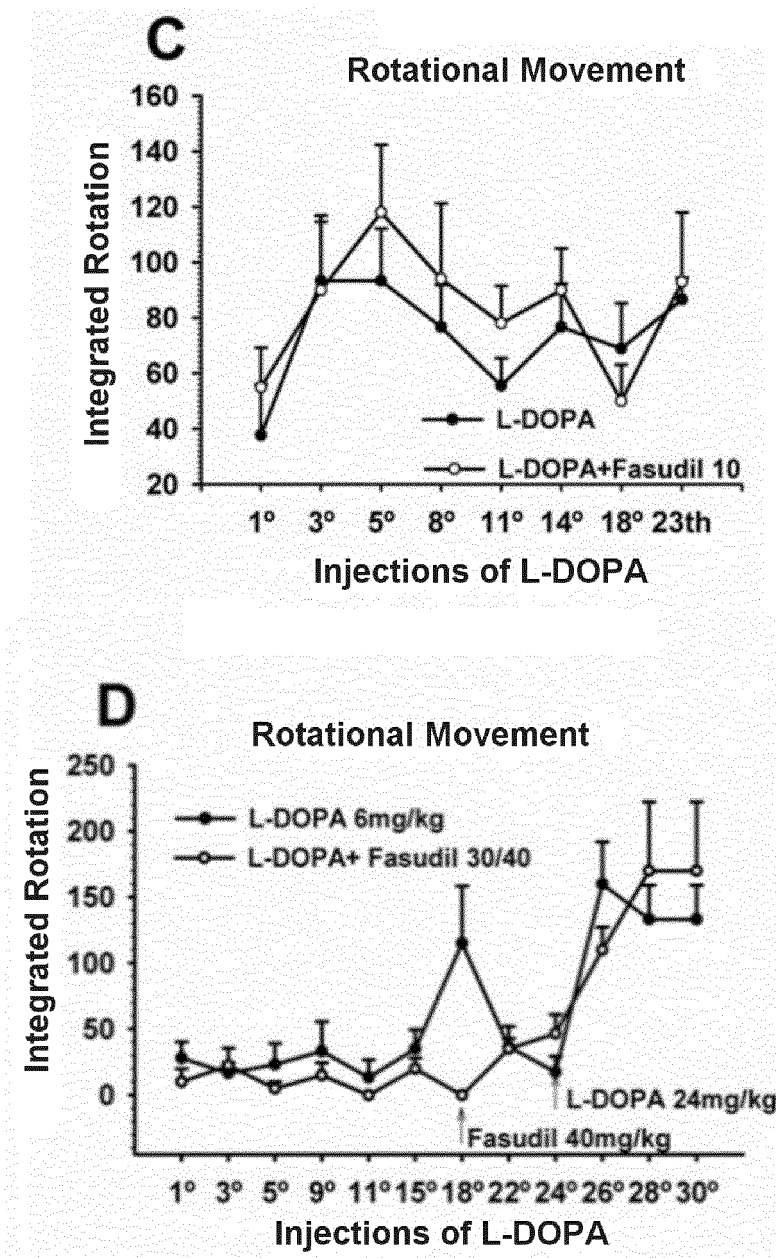 C
Rotational Movement
160
140
120
100
80
60
40
20
Integrated Rotation
L-DOPA
L-DOPA+Fasudil 10
1º 3º 5º 8º 11º 14º 18º 23th
Injections of L-DOPA
D
Rotational Movement
250
200
150
100
50
0
Integrated Rotation
L-DOPA 6mg/kg
L-DOPA+ Fasudil 30/40
L-DOPA 24mg/kg
Fasudil 40mg/kg
1º 3º 5º 9º 11º 15º 18º 22º 24º 26º 28º 30º
Injections of L-DOPA